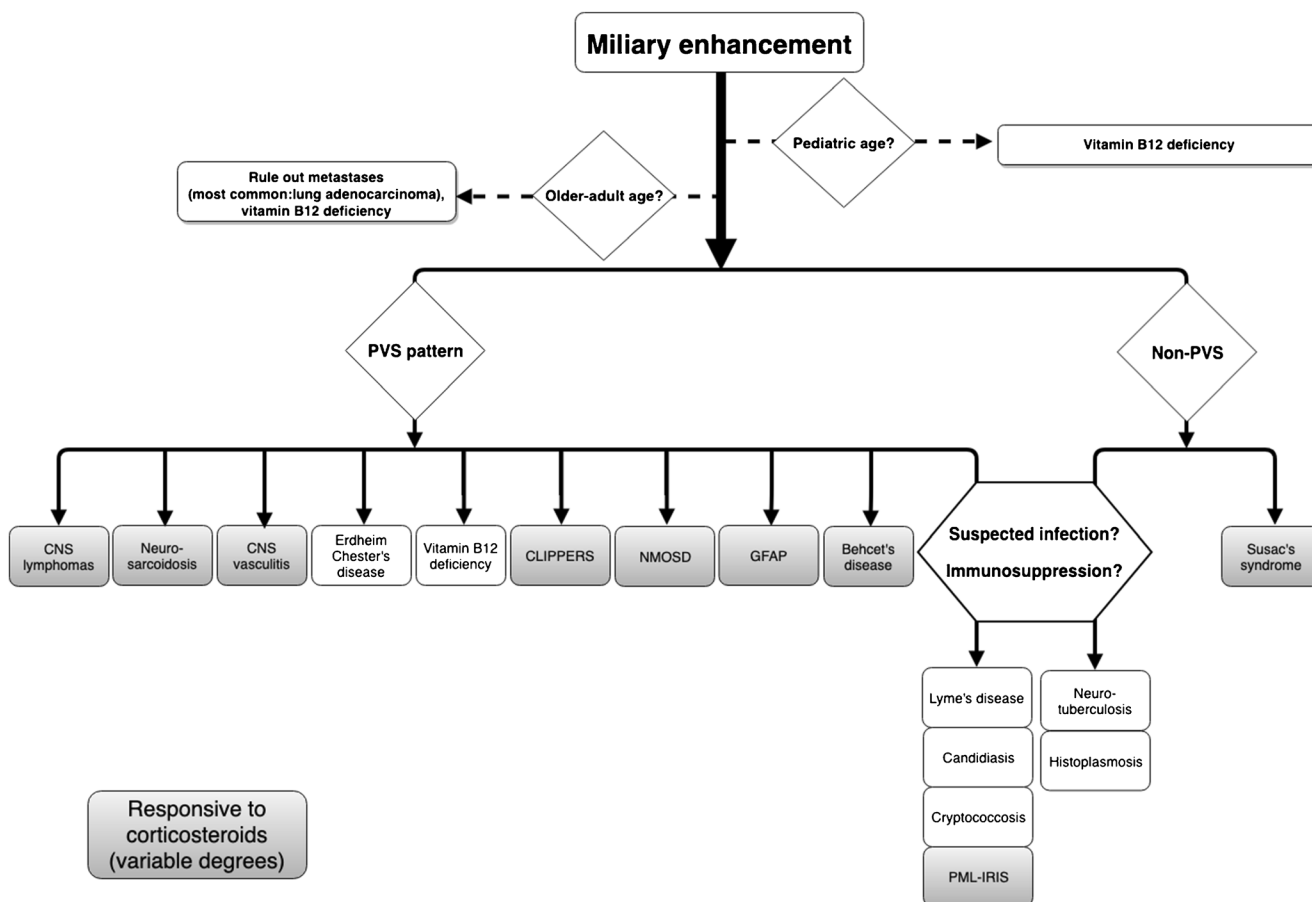 Miliary enhancement
Pediatric age?
Vitamin B12 deficiency
Rule out metastases
(most common:lung adenocarcinoma),
vitamin B12 deficiency
Older-adult age?
PVS pattern
Non-PVS
CNS
lymphomas
Neuro-
sarcoidosis
CNS
vasculitis
Erdheim
Chester's
disease
Vitamin B12
deficiency
CLIPPERS
NMOSD
GFAP
Behcet's
disease
Suspected infection?
Immunosuppression?
Susac's
syndrome
Lyme's disease
Candidiasis
Cryptococcosis
PML-IRIS
Neuro-
tuberculosis
Histoplasmosis
Responsive to
corticosteroids
(variable degrees)